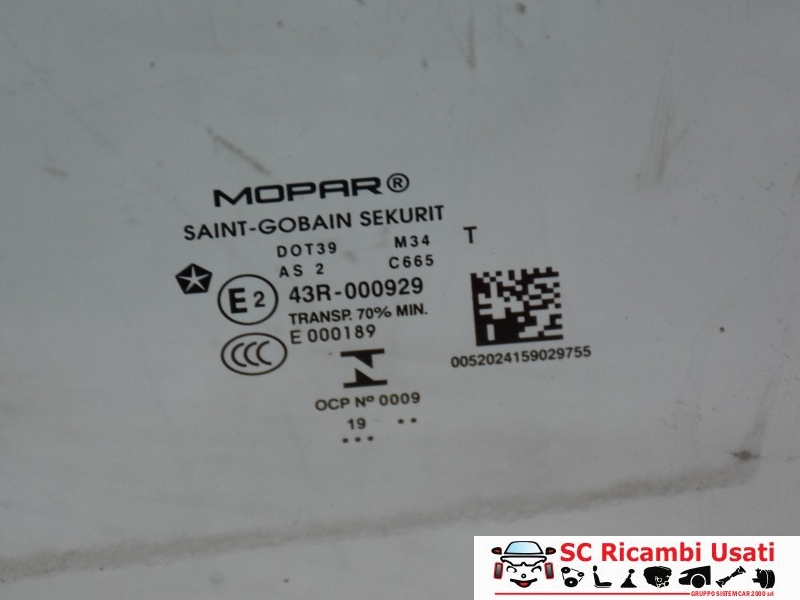 MOPAR®
SAINT-GOBAIN SEKURIT
DOT39 M34 T
AS 2 C665
E2 43R-000929
TRANSP. 70% MIN.
E 000189
CCC
OCP Nº 0009
19
0052024159029755
SC Ricambi Usati
GRUPPO SISTEMCAR 2000 srl